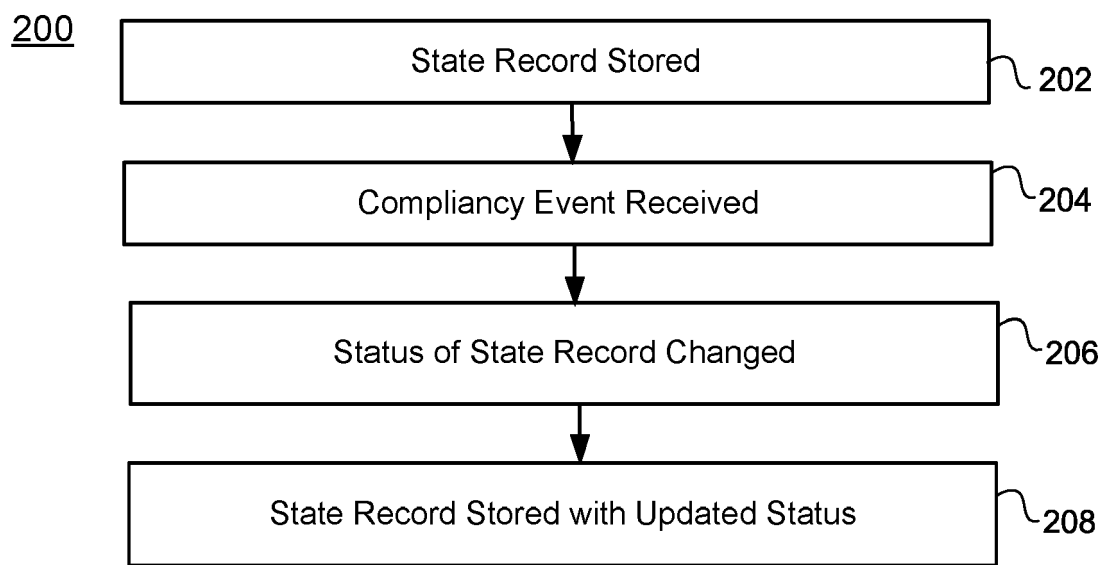 200
State Record Stored
202
Compliancy Event Received
204
Status of State Record Changed
206
State Record Stored with Updated Status
208